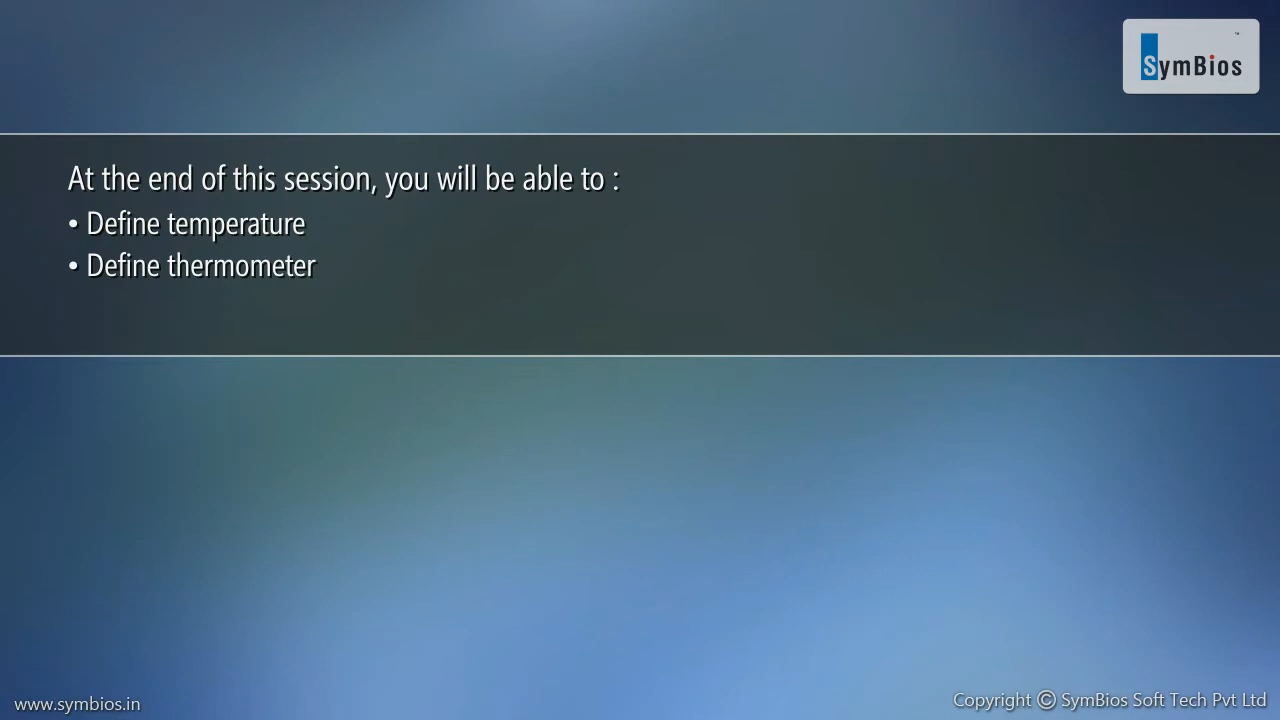 SymBios
At the end of this session, you will be able to :
• Define temperature
• Define thermometer
www.symbios.in
Copyright © SymBios Soft Tech Pvt Ltd